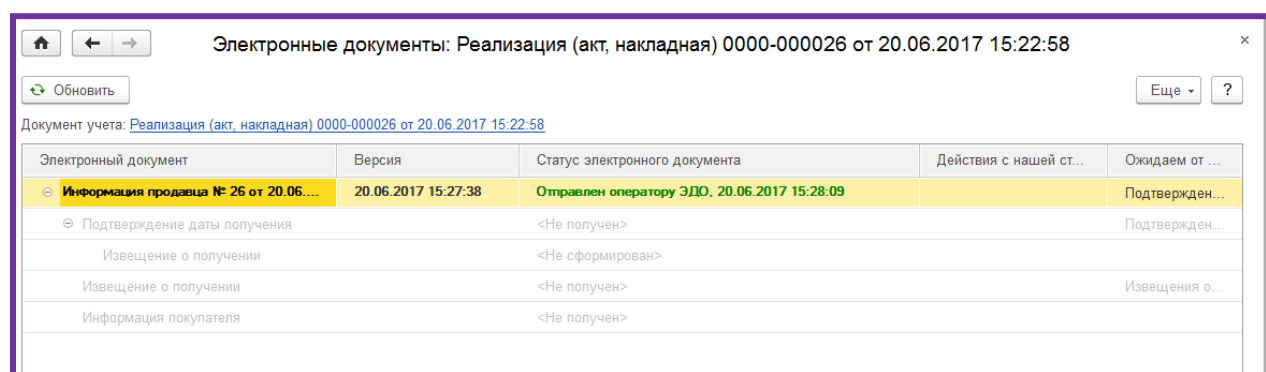 Электронные документы: Реализация (акт, накладная) 0000-000026 от 20.06.2017 15:22:58
Обновить Еще ?
Документ учета: Реализация (акт, накладная) 0000-000026 от 20.06.2017 15:22:58
Электронный документ Версия Статус электронного документа Действия с нашей ст... Ожидаем от ...
Информация продавца № 26 от 20.06.... 20.06.2017 15:27:38 Отправлен оператору ЭДО, 20.06.2017 15:28:09 Подтвержден...
Подтверждение даты получения <Не получен> Подтвержден...
Извещение о получении <Не сформирован>
Извещение о получении <Не получен> Извещения о...
Информация покупателя <Не получен>